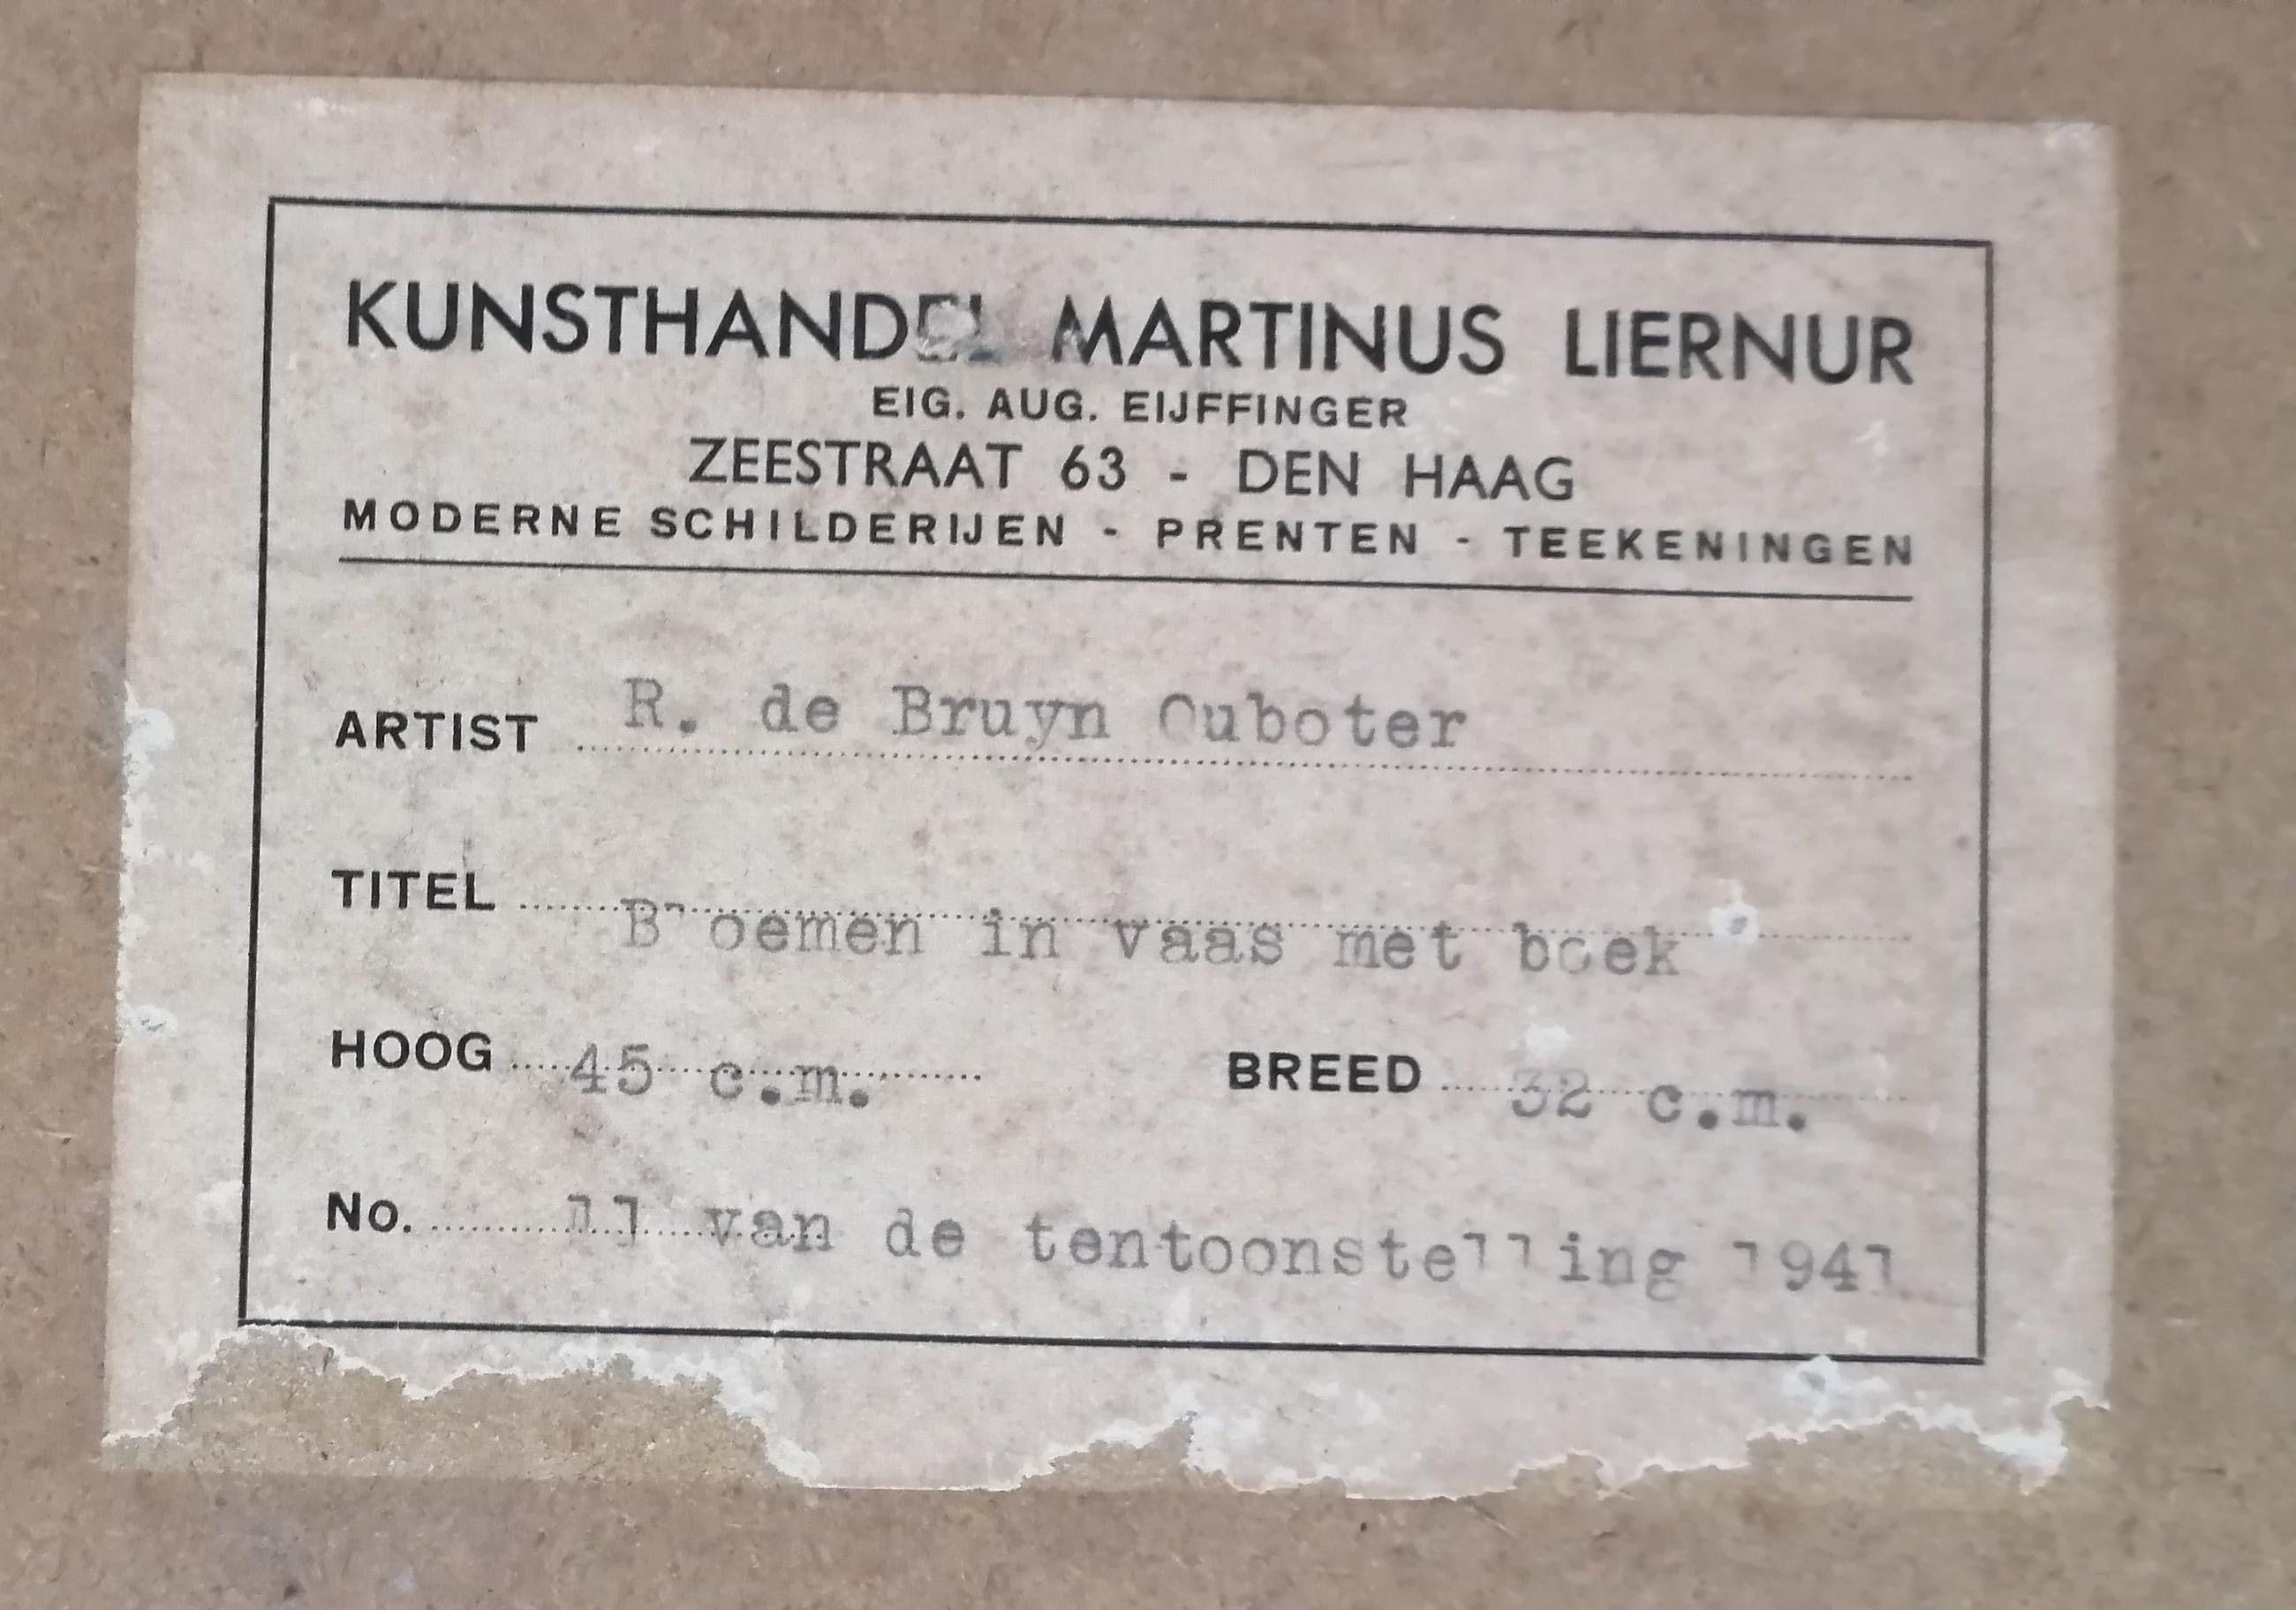 KUNSTHANDEL MARTINUS LIERNUR
EIG. AUG. EIJFFINGER
ZEESTRAAT 63 - DEN HAAG
MODERNE SCHILDERIJEN - PRENTEN - TEEKENINGEN
ARTIST R. de Bruyn Ouboter
TITEL Bloemen in vaas met boek
HOOG 45 c.m. BREED 32 c.m.
No. 11 van de tentoonstelling 1941